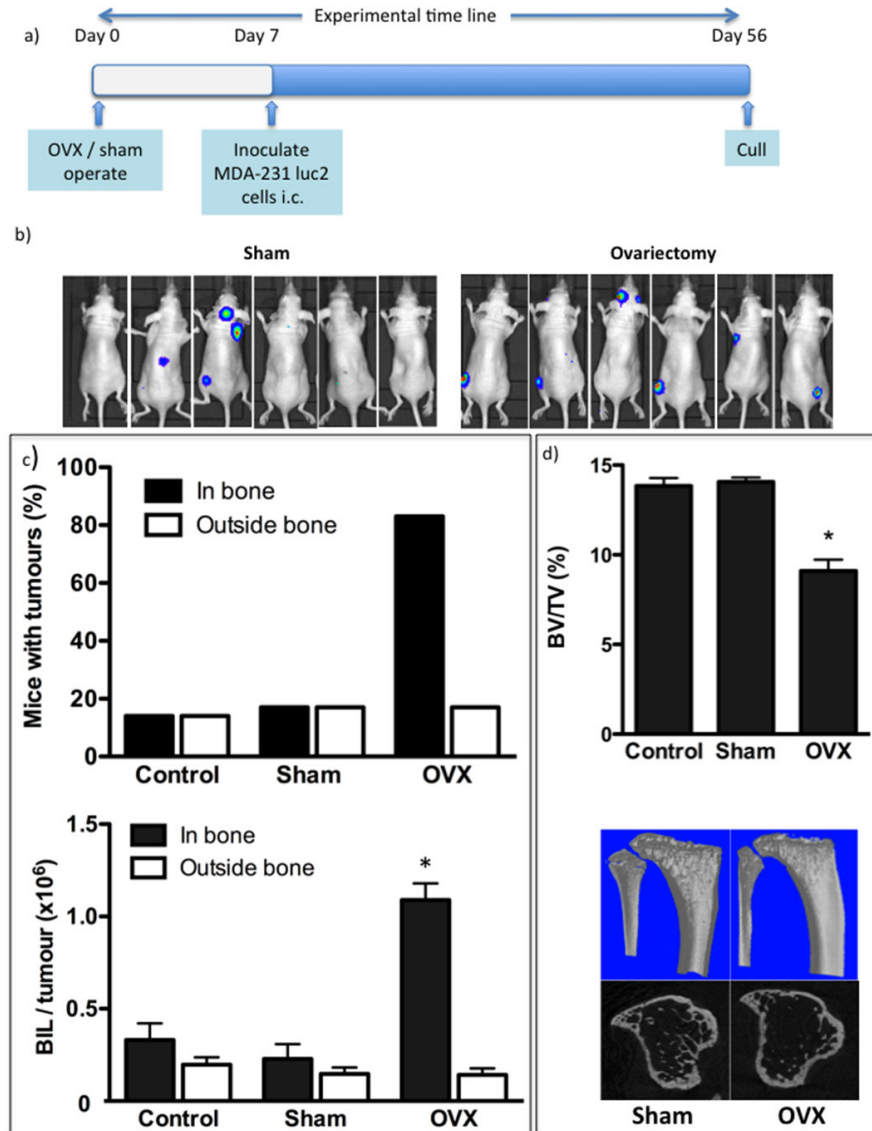 Experimental time line
a) Day 0 Day 7 Day 56
OVX / sham
operate
Inoculate
MDA-231 luc2
cells i.c.
Cull
b)
Sham Ovariectomy
c)
Mice with tumours (%)
100
80
60
40
20
0
In bone
Outside bone
Control Sham OVX
BIL / tumour (x10⁶)
1.5
1.0
0.5
0
In bone
Outside bone
*
Control Sham OVX
d)
BV/TV (%)
15
10
5
0
*
Control Sham OVX
Sham OVX